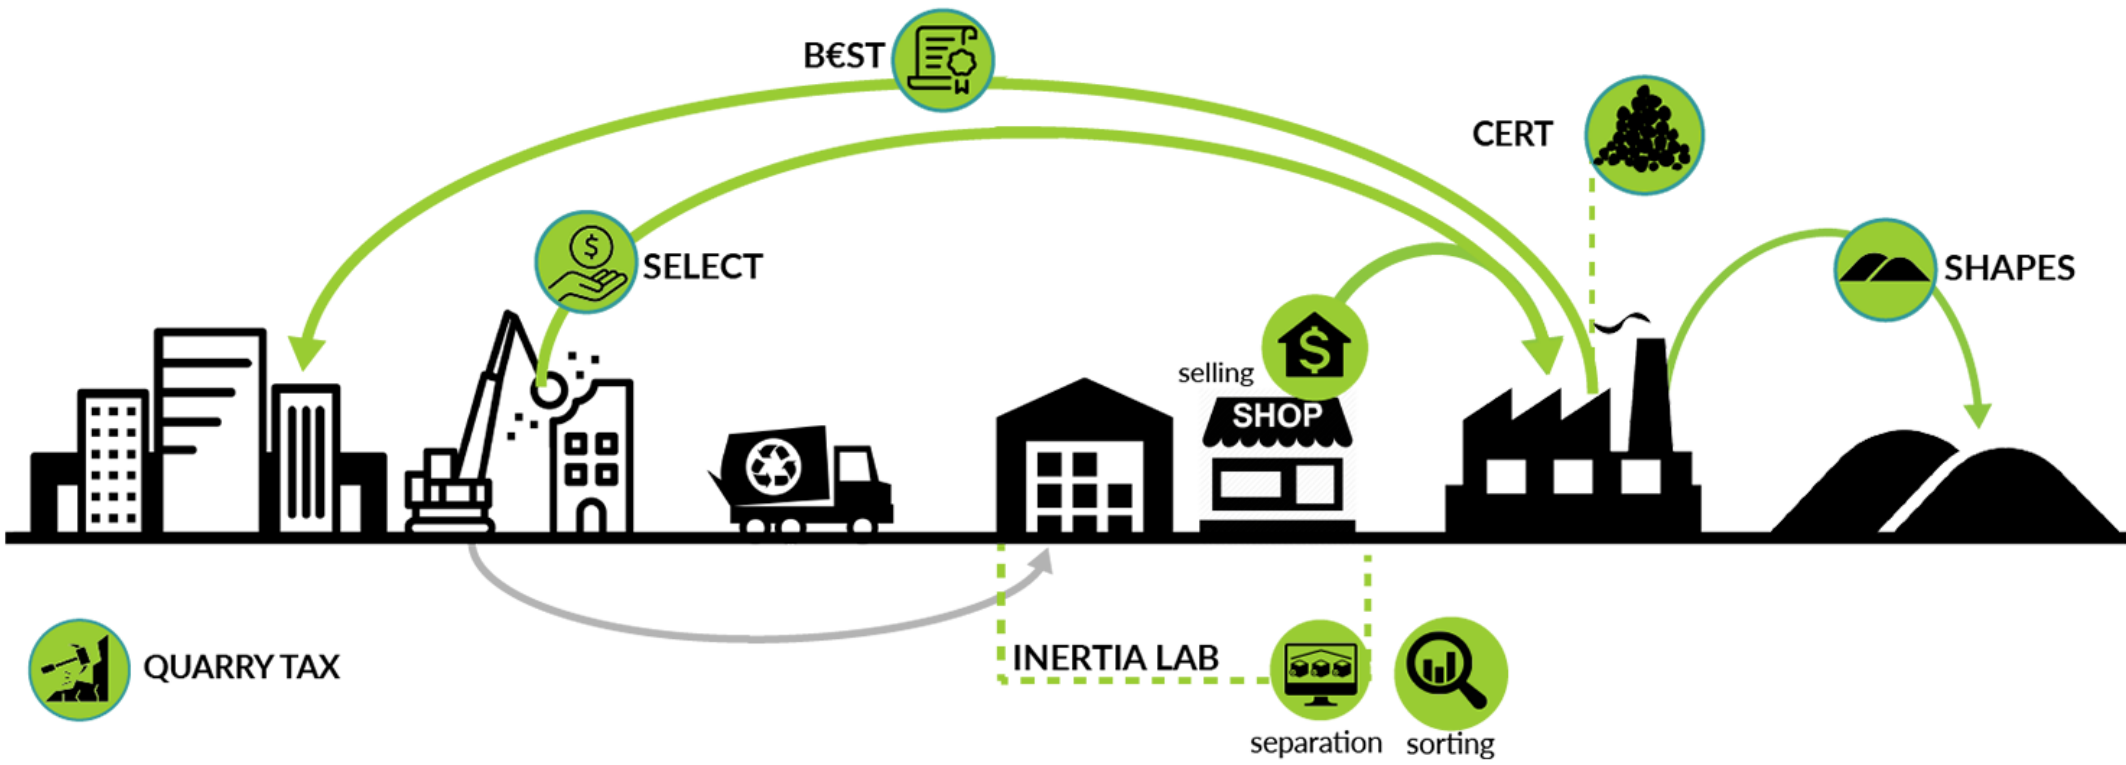 B€ST
CERT
SELECT
SHAPES
selling
SHOP
INERTIA LAB
QUARRY TAX
separation
sorting